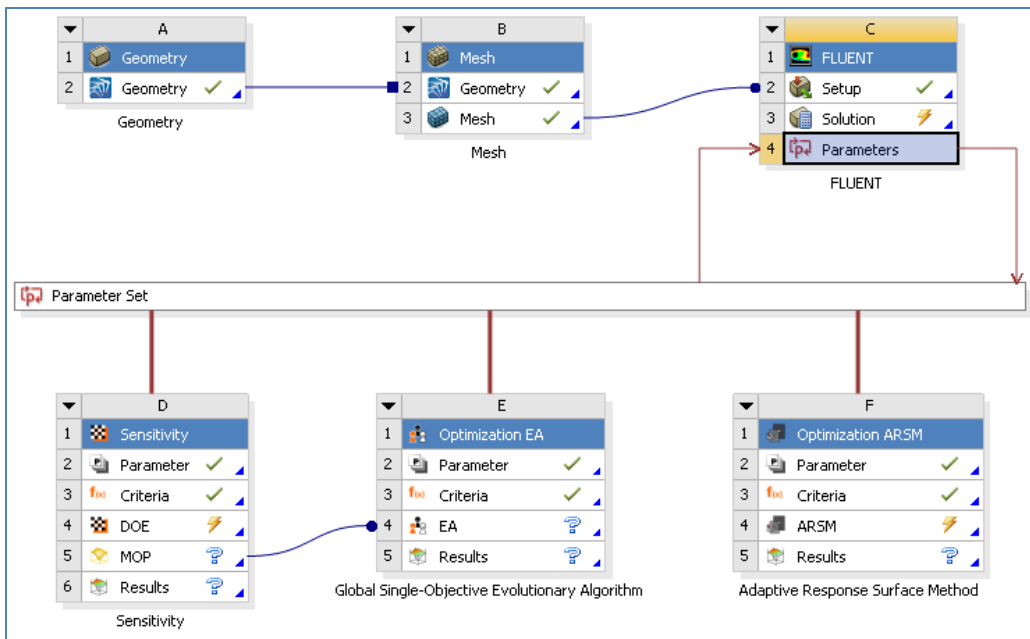 A
1 Geometry
2 Geometry
Geometry
B
1 Mesh
2 Geometry
3 Mesh
Mesh
C
1 FLUENT
2 Setup
3 Solution
4 Parameters
FLUENT
Parameter Set
D
1 Sensitivity
2 Parameter
3 Criteria
4 DOE
5 MOP
6 Results
Sensitivity
E
1 Optimization EA
2 Parameter
3 Criteria
4 EA
5 Results
Global Single-Objective Evolutionary Algorithm
F
1 Optimization ARSM
2 Parameter
3 Criteria
4 ARSM
5 Results
Adaptive Response Surface Method